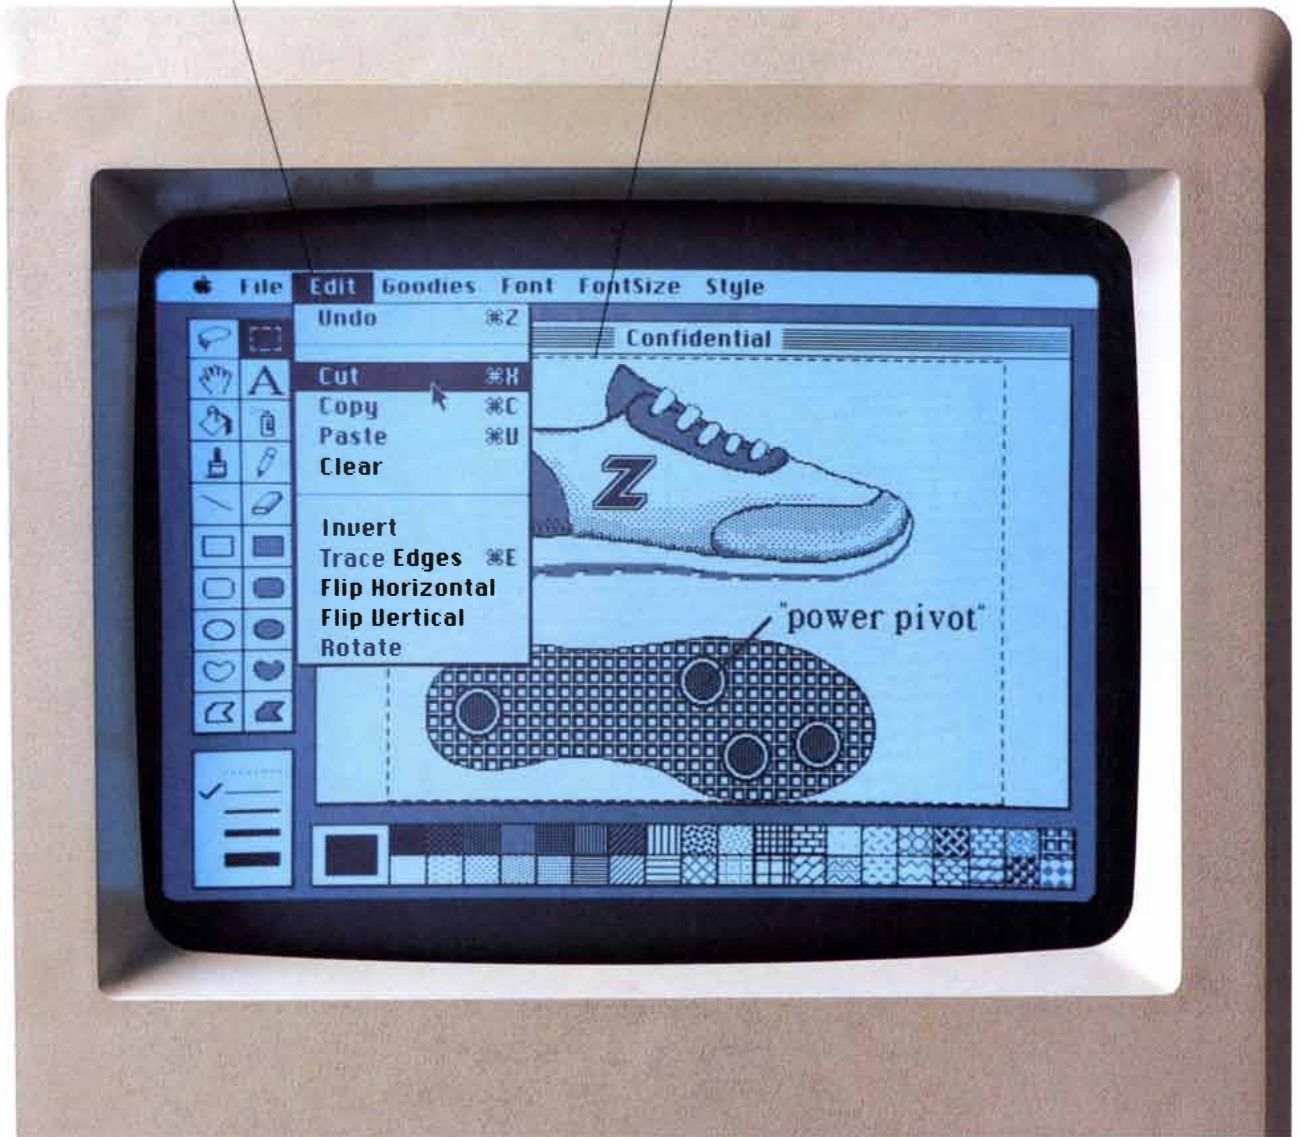 File Edit Goodies Font FontSize Style
Undo ⌘Z
Confidential
Cut ⌘X
Copy ⌘C
Paste ⌘V
Clear
Invert
Trace Edges ⌘E
Flip Horizontal
Flip Vertical
Rotate
A
Z
"power pivot"